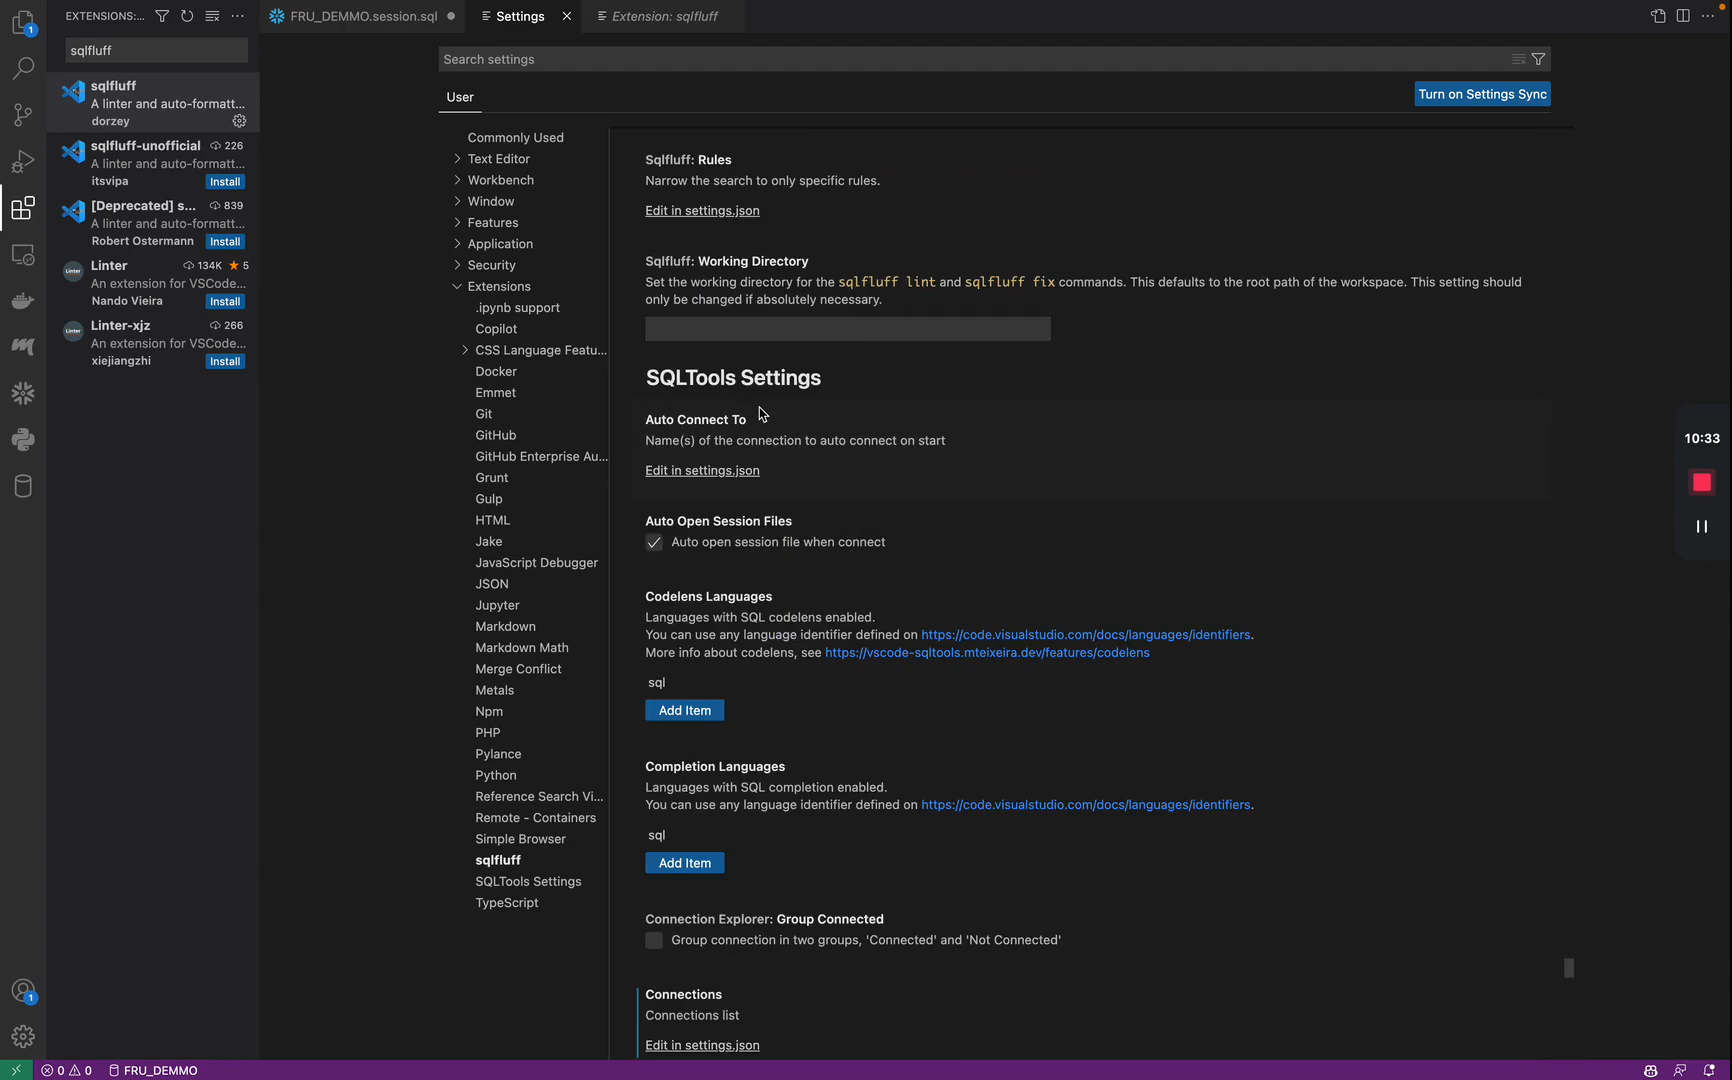 EXTENSIONS:...
FRU_DEMMO.session.sql
Settings
Extension: sqlfluff
sqlfluff
sqlfluff
A linter and auto-formatt...
dorzey
sqlfluff-unofficial 226
A linter and auto-formatt...
itsvipa Install
[Deprecated] s... 839
A linter and auto-formatt...
Robert Ostermann Install
Linter 134K ★ 5
An extension for VSCode...
Nando Vieira Install
Linter-xjz 266
An extension for VSCode...
xiejiangzhi Install
Linter
Linter
1
1
Search settings
User
Turn on Settings Sync
Commonly Used
Text Editor
Workbench
Window
Features
Application
Security
Extensions
.ipynb support
Copilot
CSS Language Featu...
Docker
Emmet
Git
GitHub
GitHub Enterprise Au...
Grunt
Gulp
HTML
Jake
JavaScript Debugger
JSON
Jupyter
Markdown
Markdown Math
Merge Conflict
Metals
Npm
PHP
Pylance
Python
Reference Search Vi...
Remote - Containers
Simple Browser
sqlfluff
SQLTools Settings
TypeScript
Sqlfluff: Rules
Narrow the search to only specific rules.
Edit in settings.json
Sqlfluff: Working Directory
Set the working directory for the sqlfluff lint and sqlfluff fix commands. This defaults to the root path of the workspace. This setting should
only be changed if absolutely necessary.
SQLTools Settings
Auto Connect To
Name(s) of the connection to auto connect on start
Edit in settings.json
Auto Open Session Files
Auto open session file when connect
Codelens Languages
Languages with SQL codelens enabled.
You can use any language identifier defined on https://code.visualstudio.com/docs/languages/identifiers.
More info about codelens, see https://vscode-sqltools.mteixeira.dev/features/codelens
sql
Add Item
Completion Languages
Languages with SQL completion enabled.
You can use any language identifier defined on https://code.visualstudio.com/docs/languages/identifiers.
sql
Add Item
Connection Explorer: Group Connected
Group connection in two groups, 'Connected' and 'Not Connected'
Connections
Connections list
Edit in settings.json
10:33
0 0 FRU_DEMMO